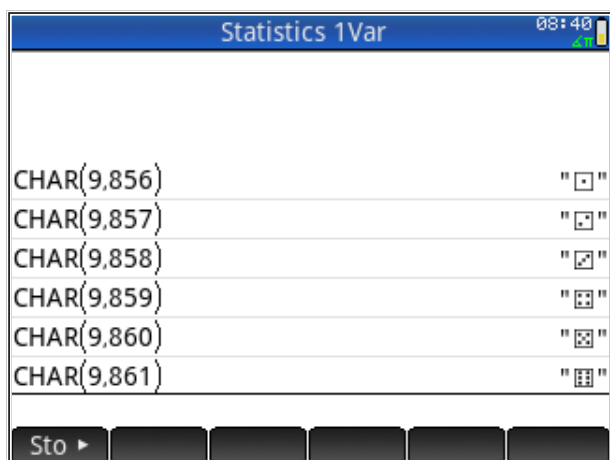 Statistics 1Var 08:40
∡π
CHAR(9,856) "⚀"
CHAR(9,857) "⚁"
CHAR(9,858) "⚂"
CHAR(9,859) "⚃"
CHAR(9,860) "⚄"
CHAR(9,861) "⚅"
Sto ►